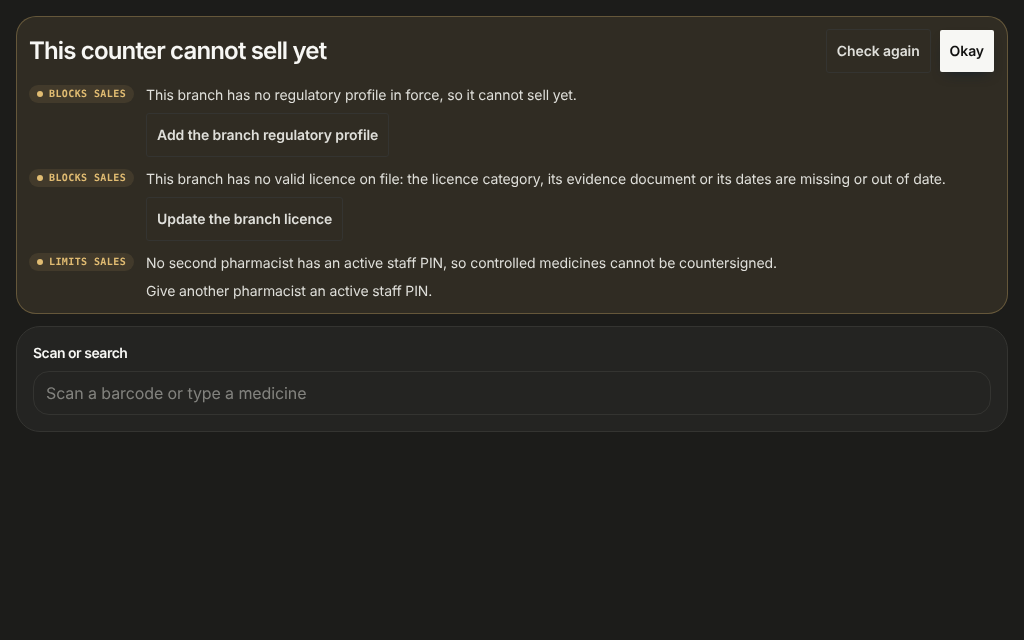 This counter cannot sell yet
Check again
Okay
BLOCKS SALES
This branch has no regulatory profile in force, so it cannot sell yet.
Add the branch regulatory profile
BLOCKS SALES
This branch has no valid licence on file: the licence category, its evidence document or its dates are missing or out of date.
Update the branch licence
LIMITS SALES
No second pharmacist has an active staff PIN, so controlled medicines cannot be countersigned.
Give another pharmacist an active staff PIN.
Scan or search
Scan a barcode or type a medicine